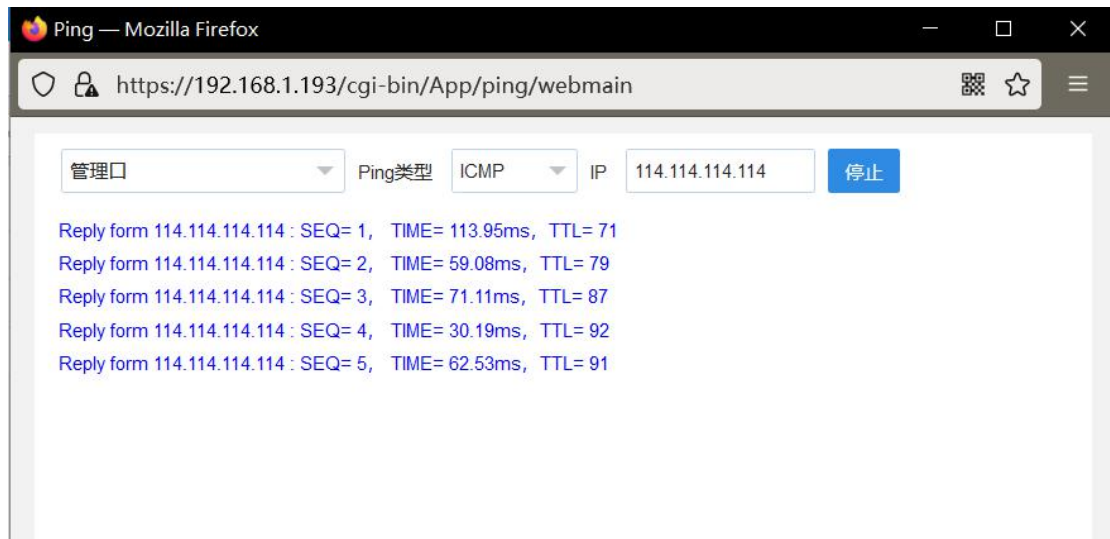 Ping — Mozilla Firefox
https://192.168.1.193/cgi-bin/App/ping/webmain
管理口 Ping类型 ICMP IP 114.114.114.114 停止
Reply form 114.114.114.114 : SEQ= 1， TIME= 113.95ms，TTL= 71
Reply form 114.114.114.114 : SEQ= 2， TIME= 59.08ms，TTL= 79
Reply form 114.114.114.114 : SEQ= 3， TIME= 71.11ms，TTL= 87
Reply form 114.114.114.114 : SEQ= 4， TIME= 30.19ms，TTL= 92
Reply form 114.114.114.114 : SEQ= 5， TIME= 62.53ms，TTL= 91